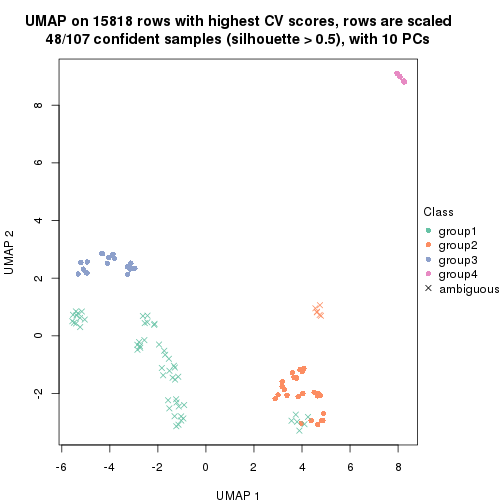 UMAP on 15818 rows with highest CV scores, rows are scaled
48/107 confident samples (silhouette > 0.5), with 10 PCs
8
6
4
2
0
-2
UMAP 2
-6 -4 -2 0 2 4 6 8
UMAP 1
Class
group1
group2
group3
group4
ambiguous